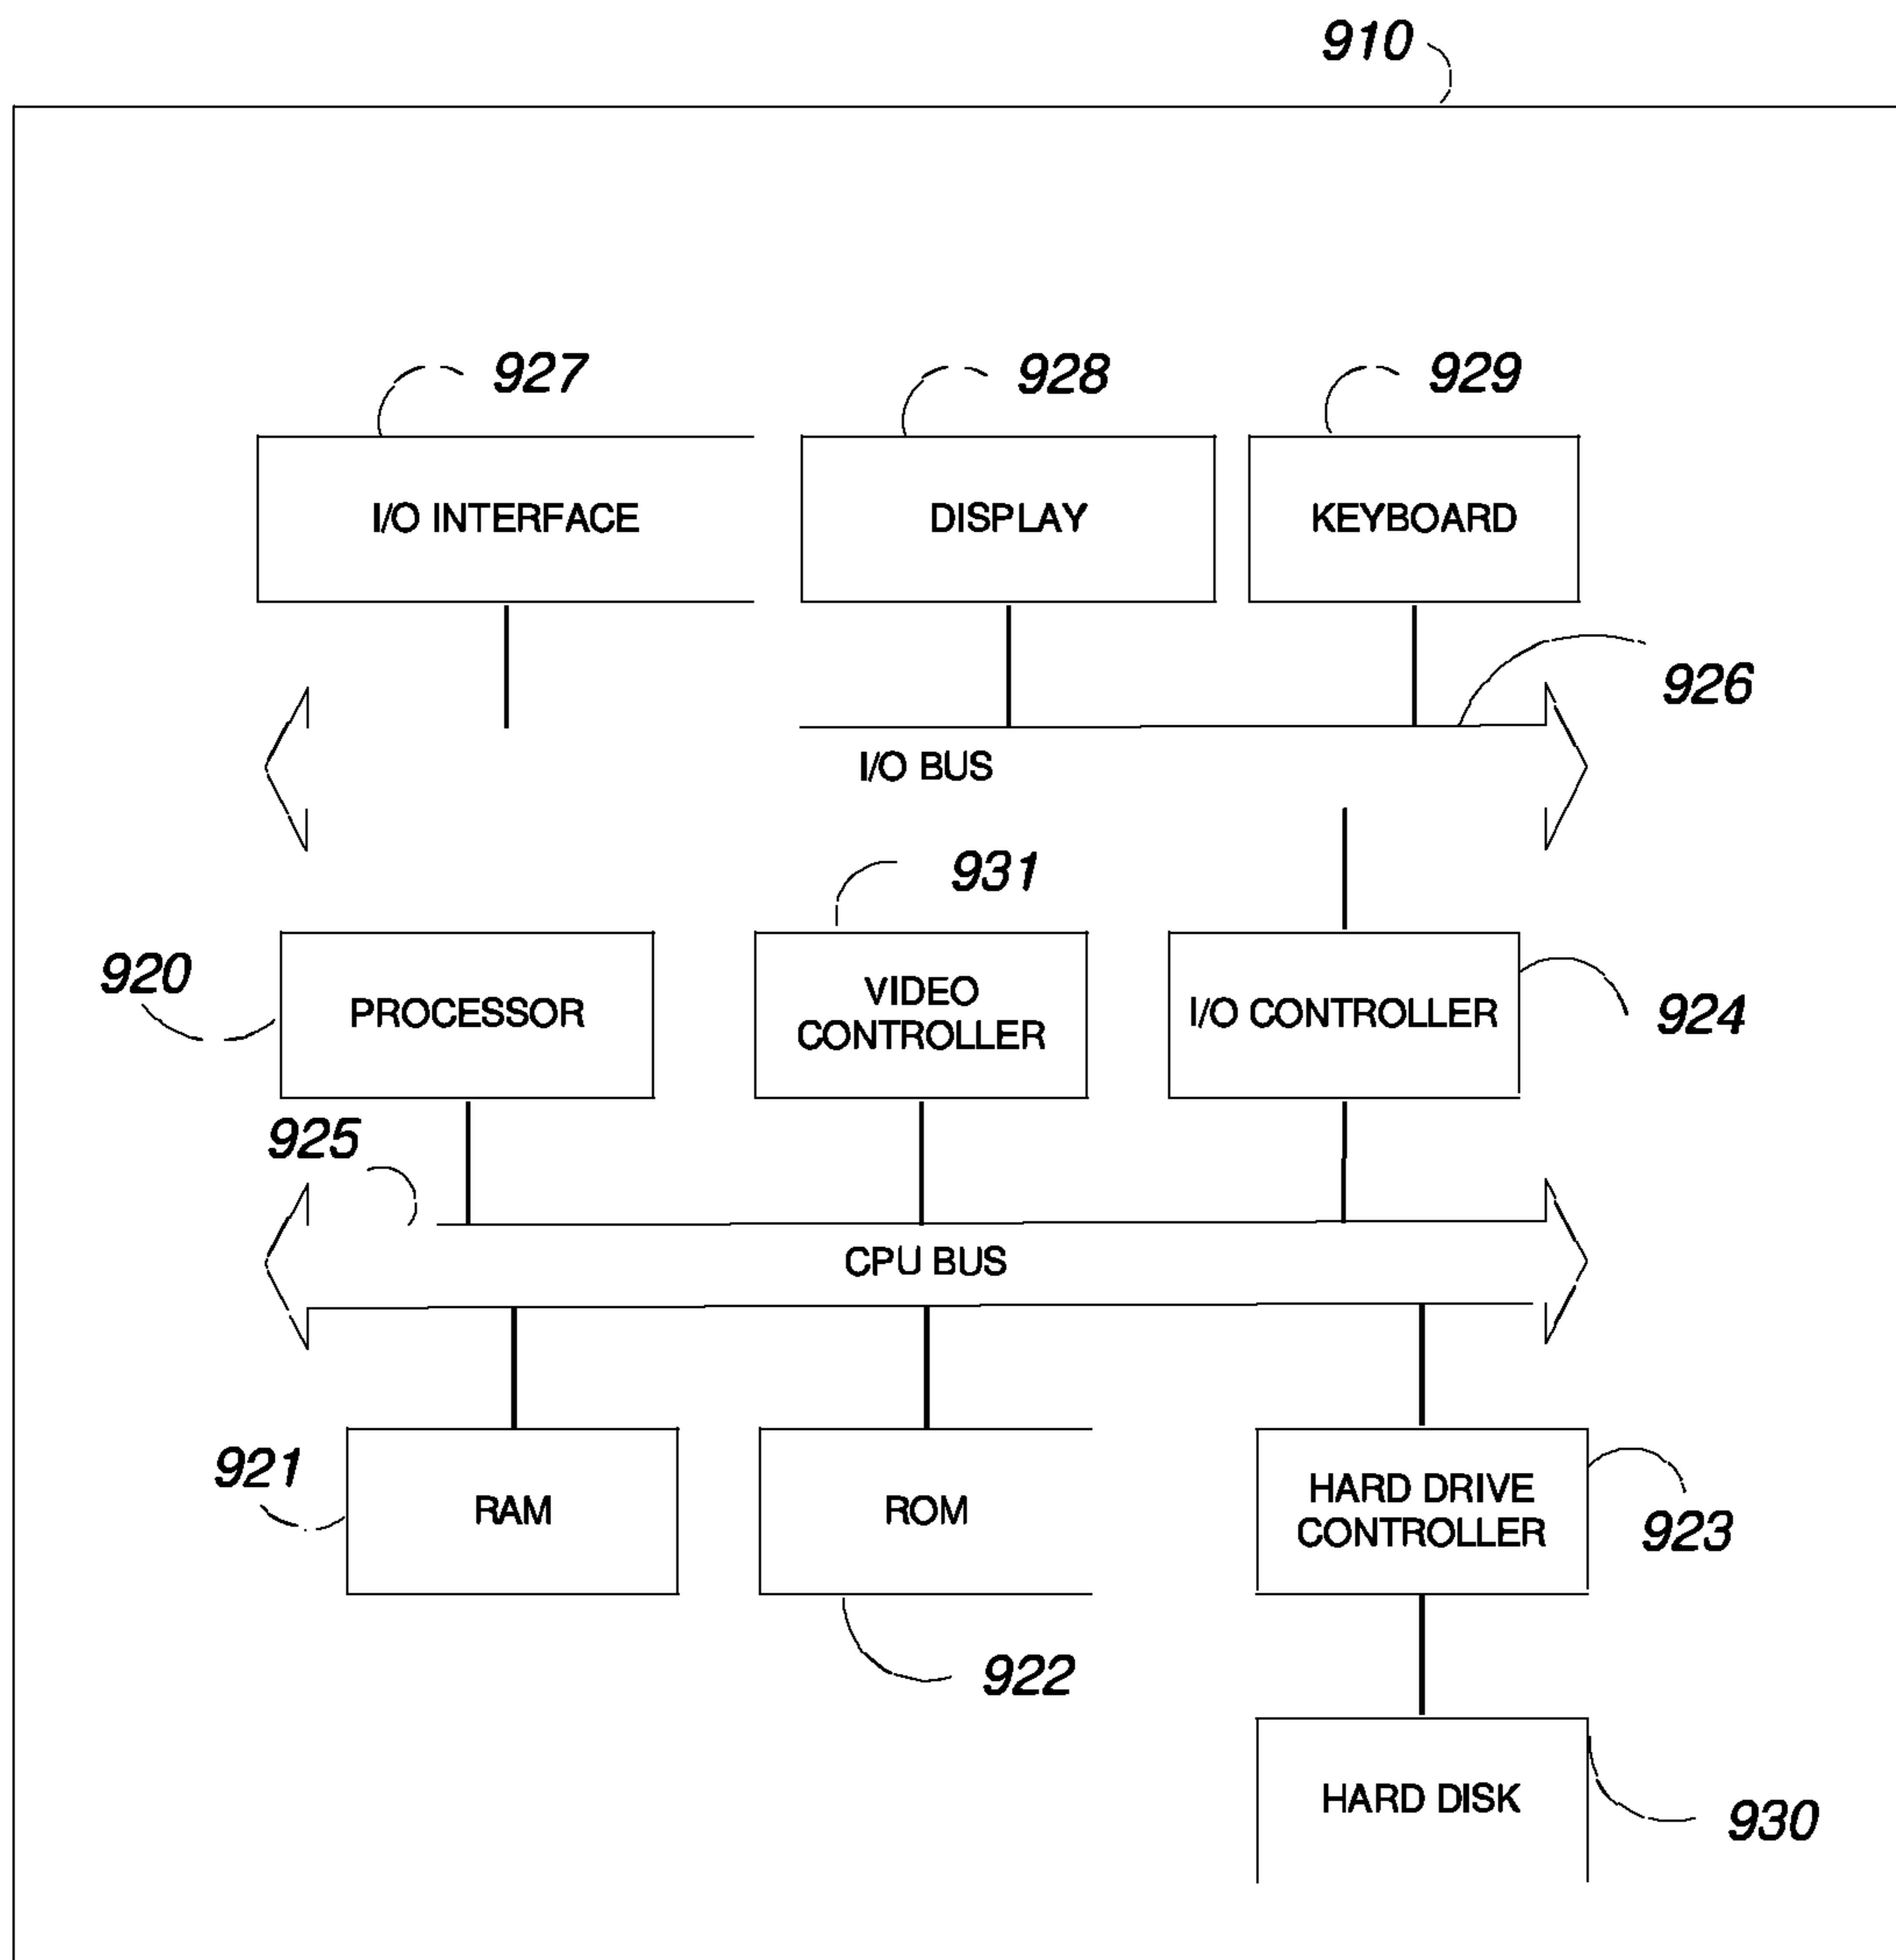 910
927
928
929
I/O INTERFACE
DISPLAY
KEYBOARD
926
I/O BUS
931
920
PROCESSOR
VIDEO
CONTROLLER
I/O CONTROLLER
924
925
CPU BUS
921
RAM
ROM
HARD DRIVE
CONTROLLER
923
922
HARD DISK
930